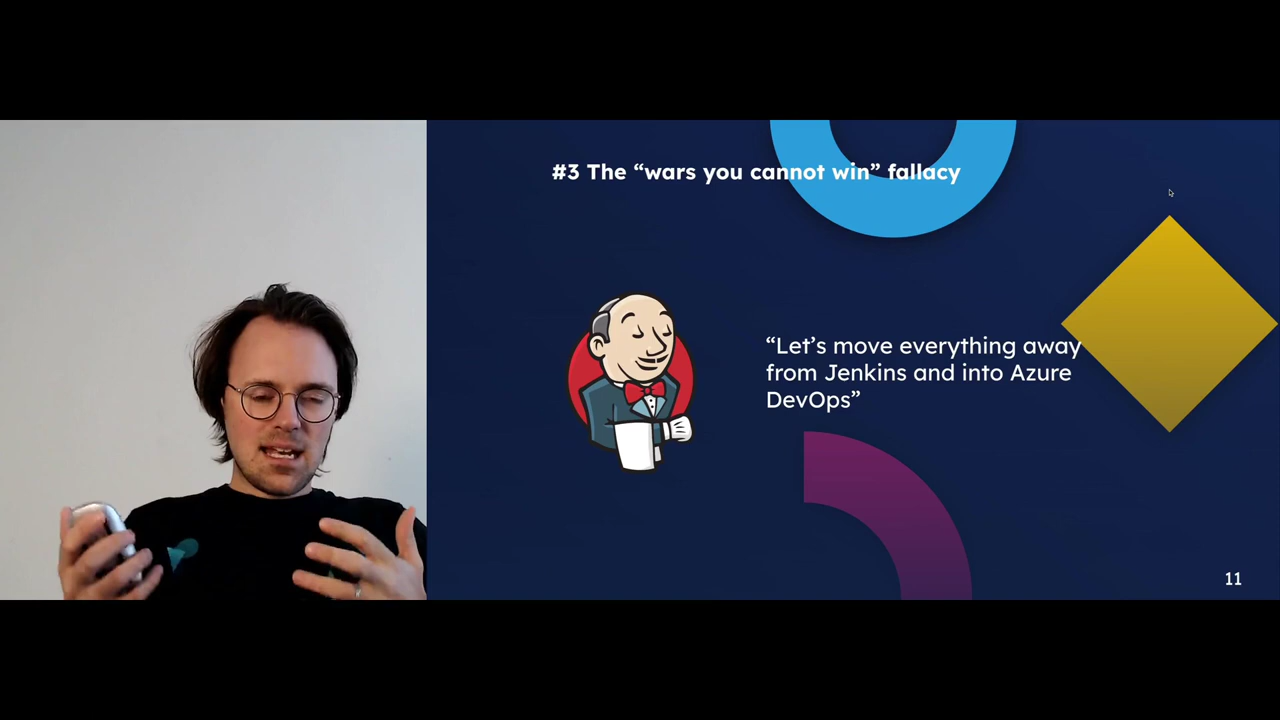 #3 The “wars you cannot win” fallacy
“Let’s move everything away
from Jenkins and into Azure
DevOps”
11